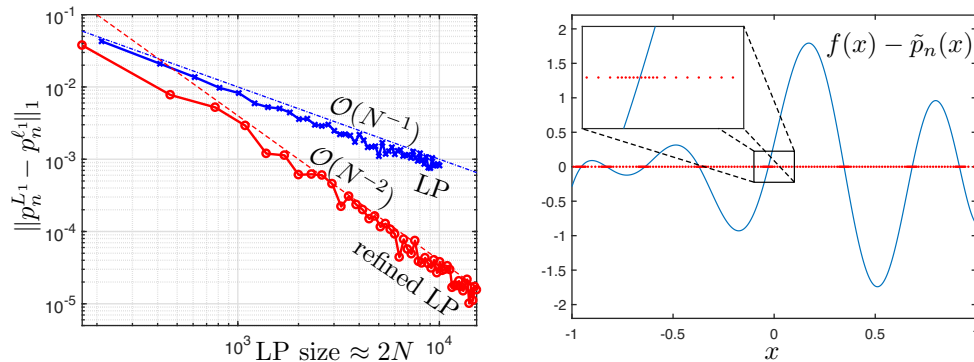 10^{-1}
10^{-2}
10^{-3}
10^{-4}
10^{-5}
||p_n^{L_1} - p_n^{ℓ_1}||_1
O(N^{-1})
LP
O(N^{-2})
refined LP
10^3
10^4
LP size ≈ 2N
f(x) − p̃_n(x)
2
1.5
1
0.5
0
-0.5
-1
-1.5
-2
-1
-0.5
0
0.5
1
x